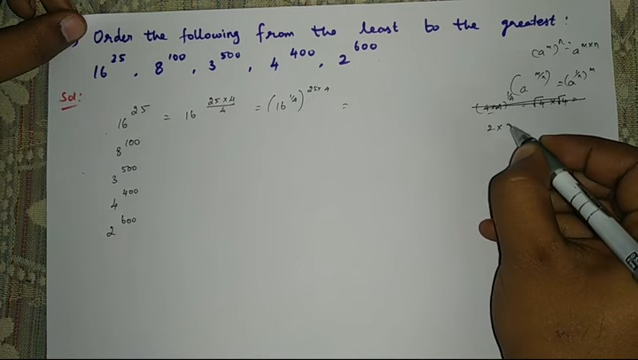 Order the following from the least to the greatest :
16^25 , 8^100 , 3^500 , 4^400 , 2^600
(a^m)^n = a^m×n
Sol:
(a^m/n) = (a^1/n)^m
16^25 = 16^(25×4/4) = (16^1/4)^25×4 =
2 ×
8^100
3^500
4^400
2^600